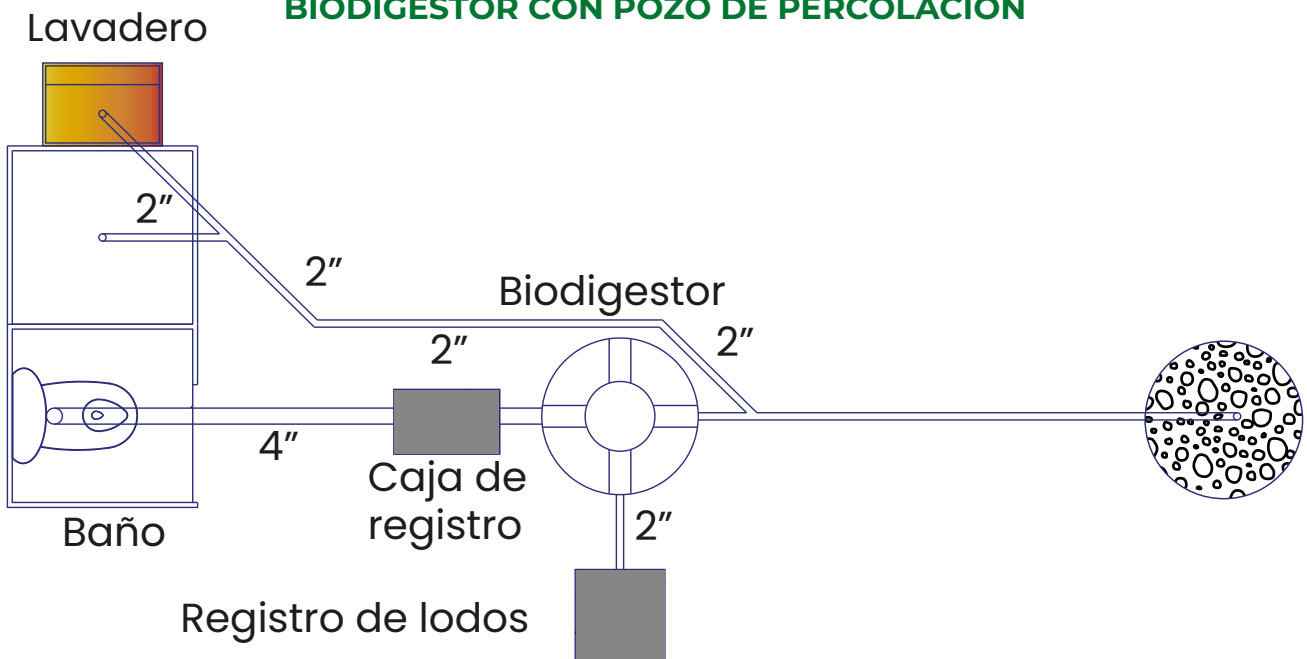 BIODIGESTOR CON POZO DE PERCOLACIÓN
Lavadero
2”
2”
Biodigestor
2”
2”
4”
Caja de
registro
Baño
2”
Registro de lodos